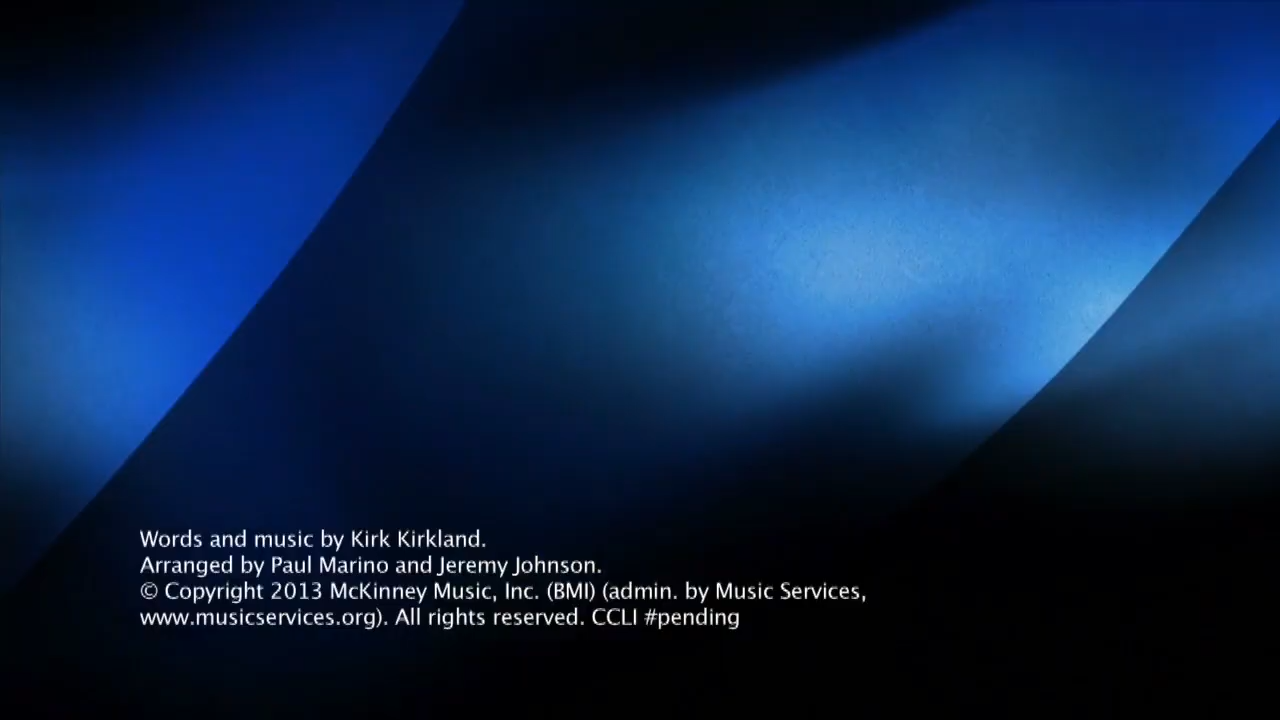 Words and music by Kirk Kirkland.
Arranged by Paul Marino and Jeremy Johnson.
© Copyright 2013 McKinney Music, Inc. (BMI) (admin. by Music Services,
www.musicservices.org). All rights reserved. CCLI #pending